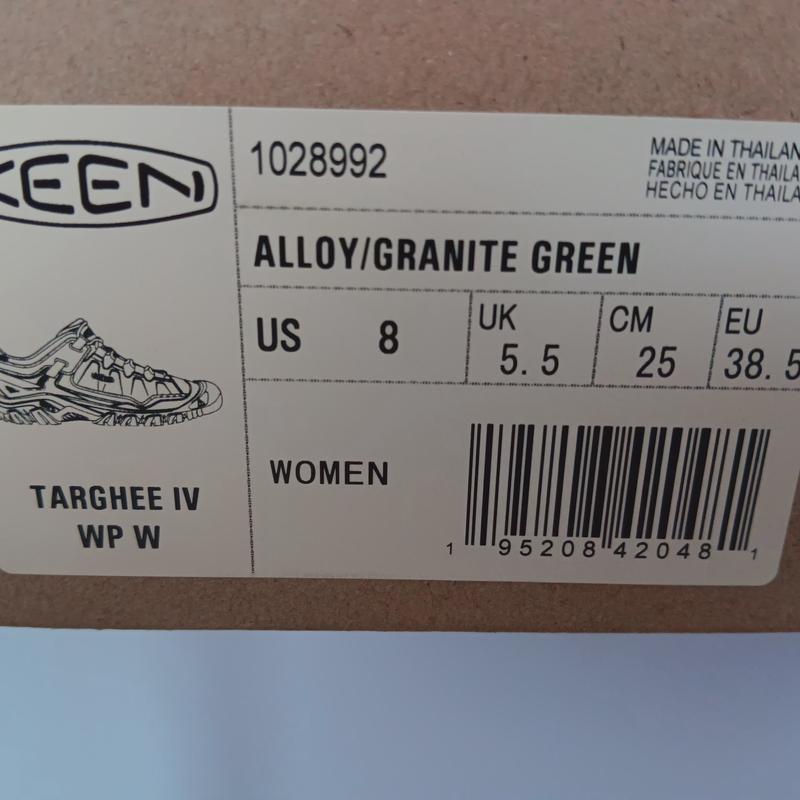 KEEN
1028992
MADE IN THAILAN
FABRIQUE EN THAILA
HECHO EN THAILA
ALLOY/GRANITE GREEN
US 8
UK 5.5
CM 25
EU 38.5
TARGHEE IV
WP W
WOMEN
1 95208 42048 1